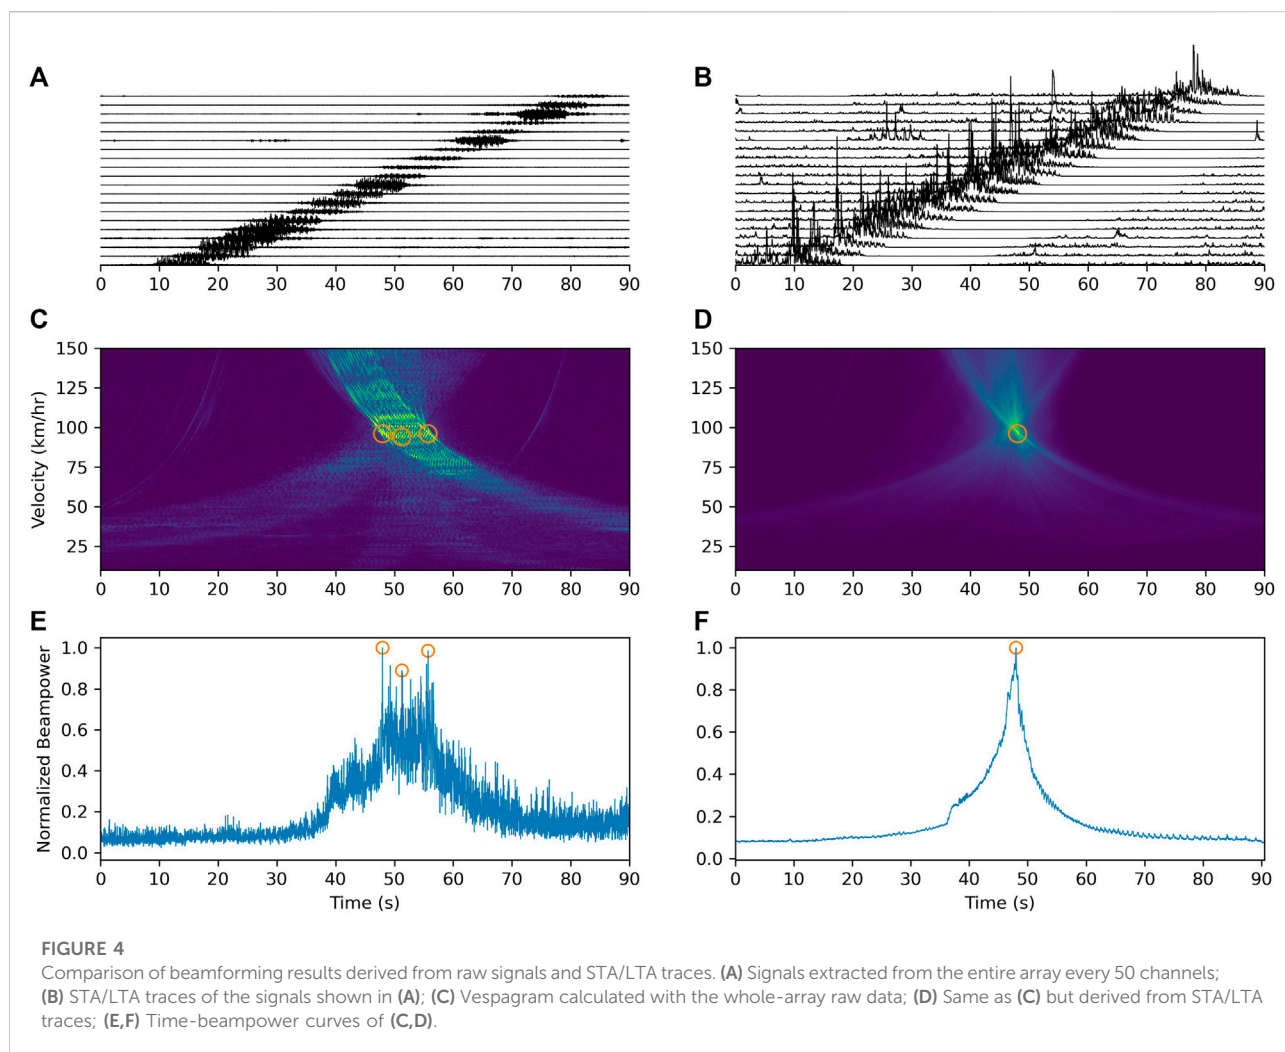 A
B
0 10 20 30 40 50 60 70 80 90
0 10 20 30 40 50 60 70 80 90
C
D
150
125
100
75
50
25
Velocity (km/hr)
0 10 20 30 40 50 60 70 80 90
150
125
100
75
50
25
0 10 20 30 40 50 60 70 80 90
E
F
1.0
0.8
0.6
0.4
0.2
0.0
Normalized Beampower
0 10 20 30 40 50 60 70 80 90
Time (s)
1.0
0.8
0.6
0.4
0.2
0.0
0 10 20 30 40 50 60 70 80 90
Time (s)
FIGURE 4
Comparison of beamforming results derived from raw signals and STA/LTA traces. (A) Signals extracted from the entire array every 50 channels;
(B) STA/LTA traces of the signals shown in (A); (C) Vespagram calculated with the whole-array raw data; (D) Same as (C) but derived from STA/LTA
traces; (E,F) Time-beampower curves of (C,D).